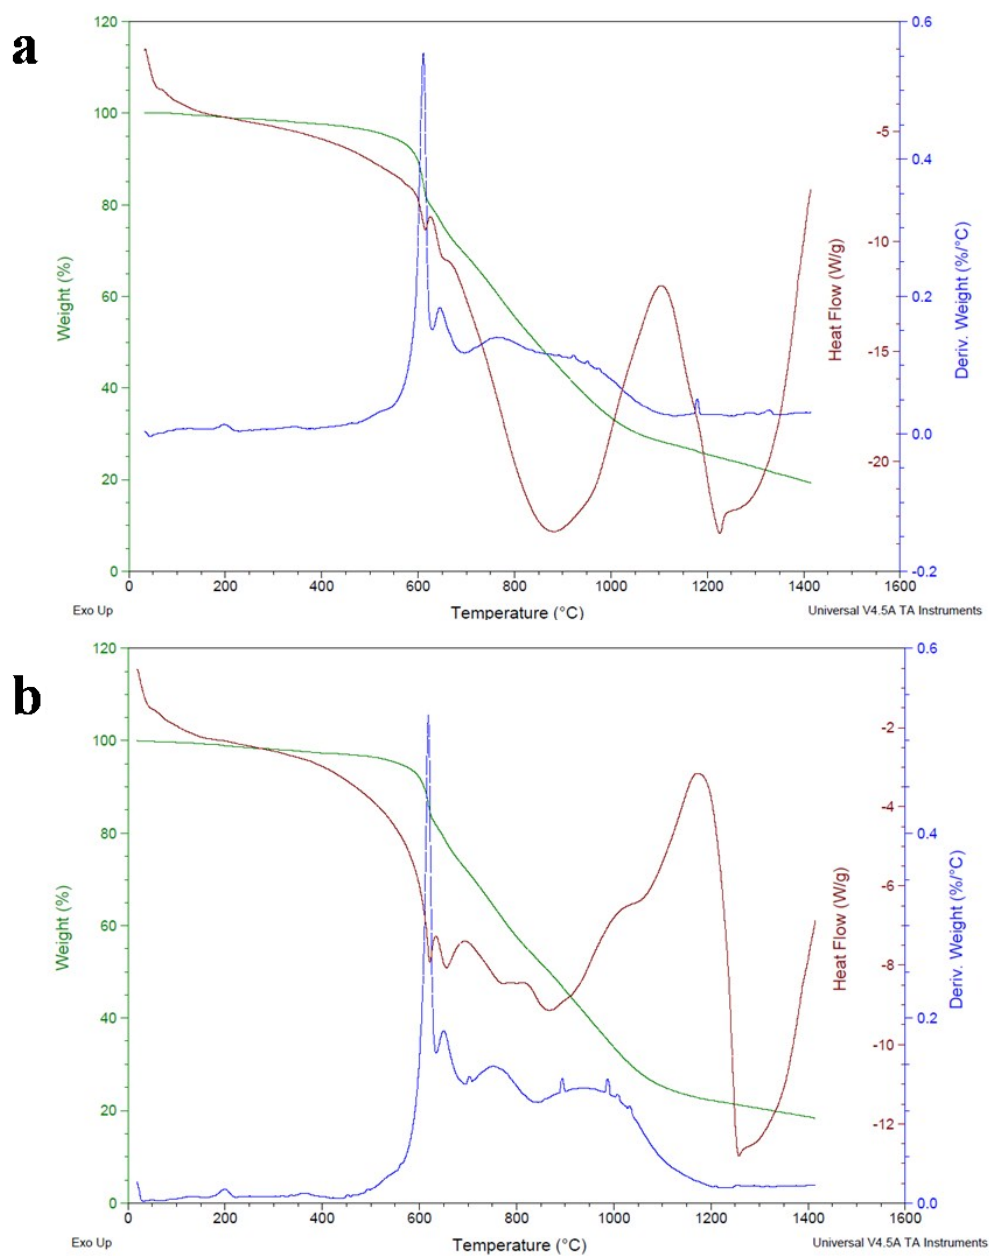 a
120
100
80
60
40
20
0
Weight (%)
0.6
0.4
0.2
0.0
-0.2
Deriv. Weight (%/°C)
-5
-10
-15
-20
Heat Flow (W/g)
0 200 400 600 800 1000 1200 1400 1600
Exo Up
Temperature (°C)
Universal V4.5A TA Instruments
b
120
100
80
60
40
20
0
Weight (%)
0.6
0.4
0.2
0.0
Deriv. Weight (%/°C)
-2
-4
-6
-8
-10
-12
Heat Flow (W/g)
0 200 400 600 800 1000 1200 1400 1600
Exo Up
Temperature (°C)
Universal V4.5A TA Instruments